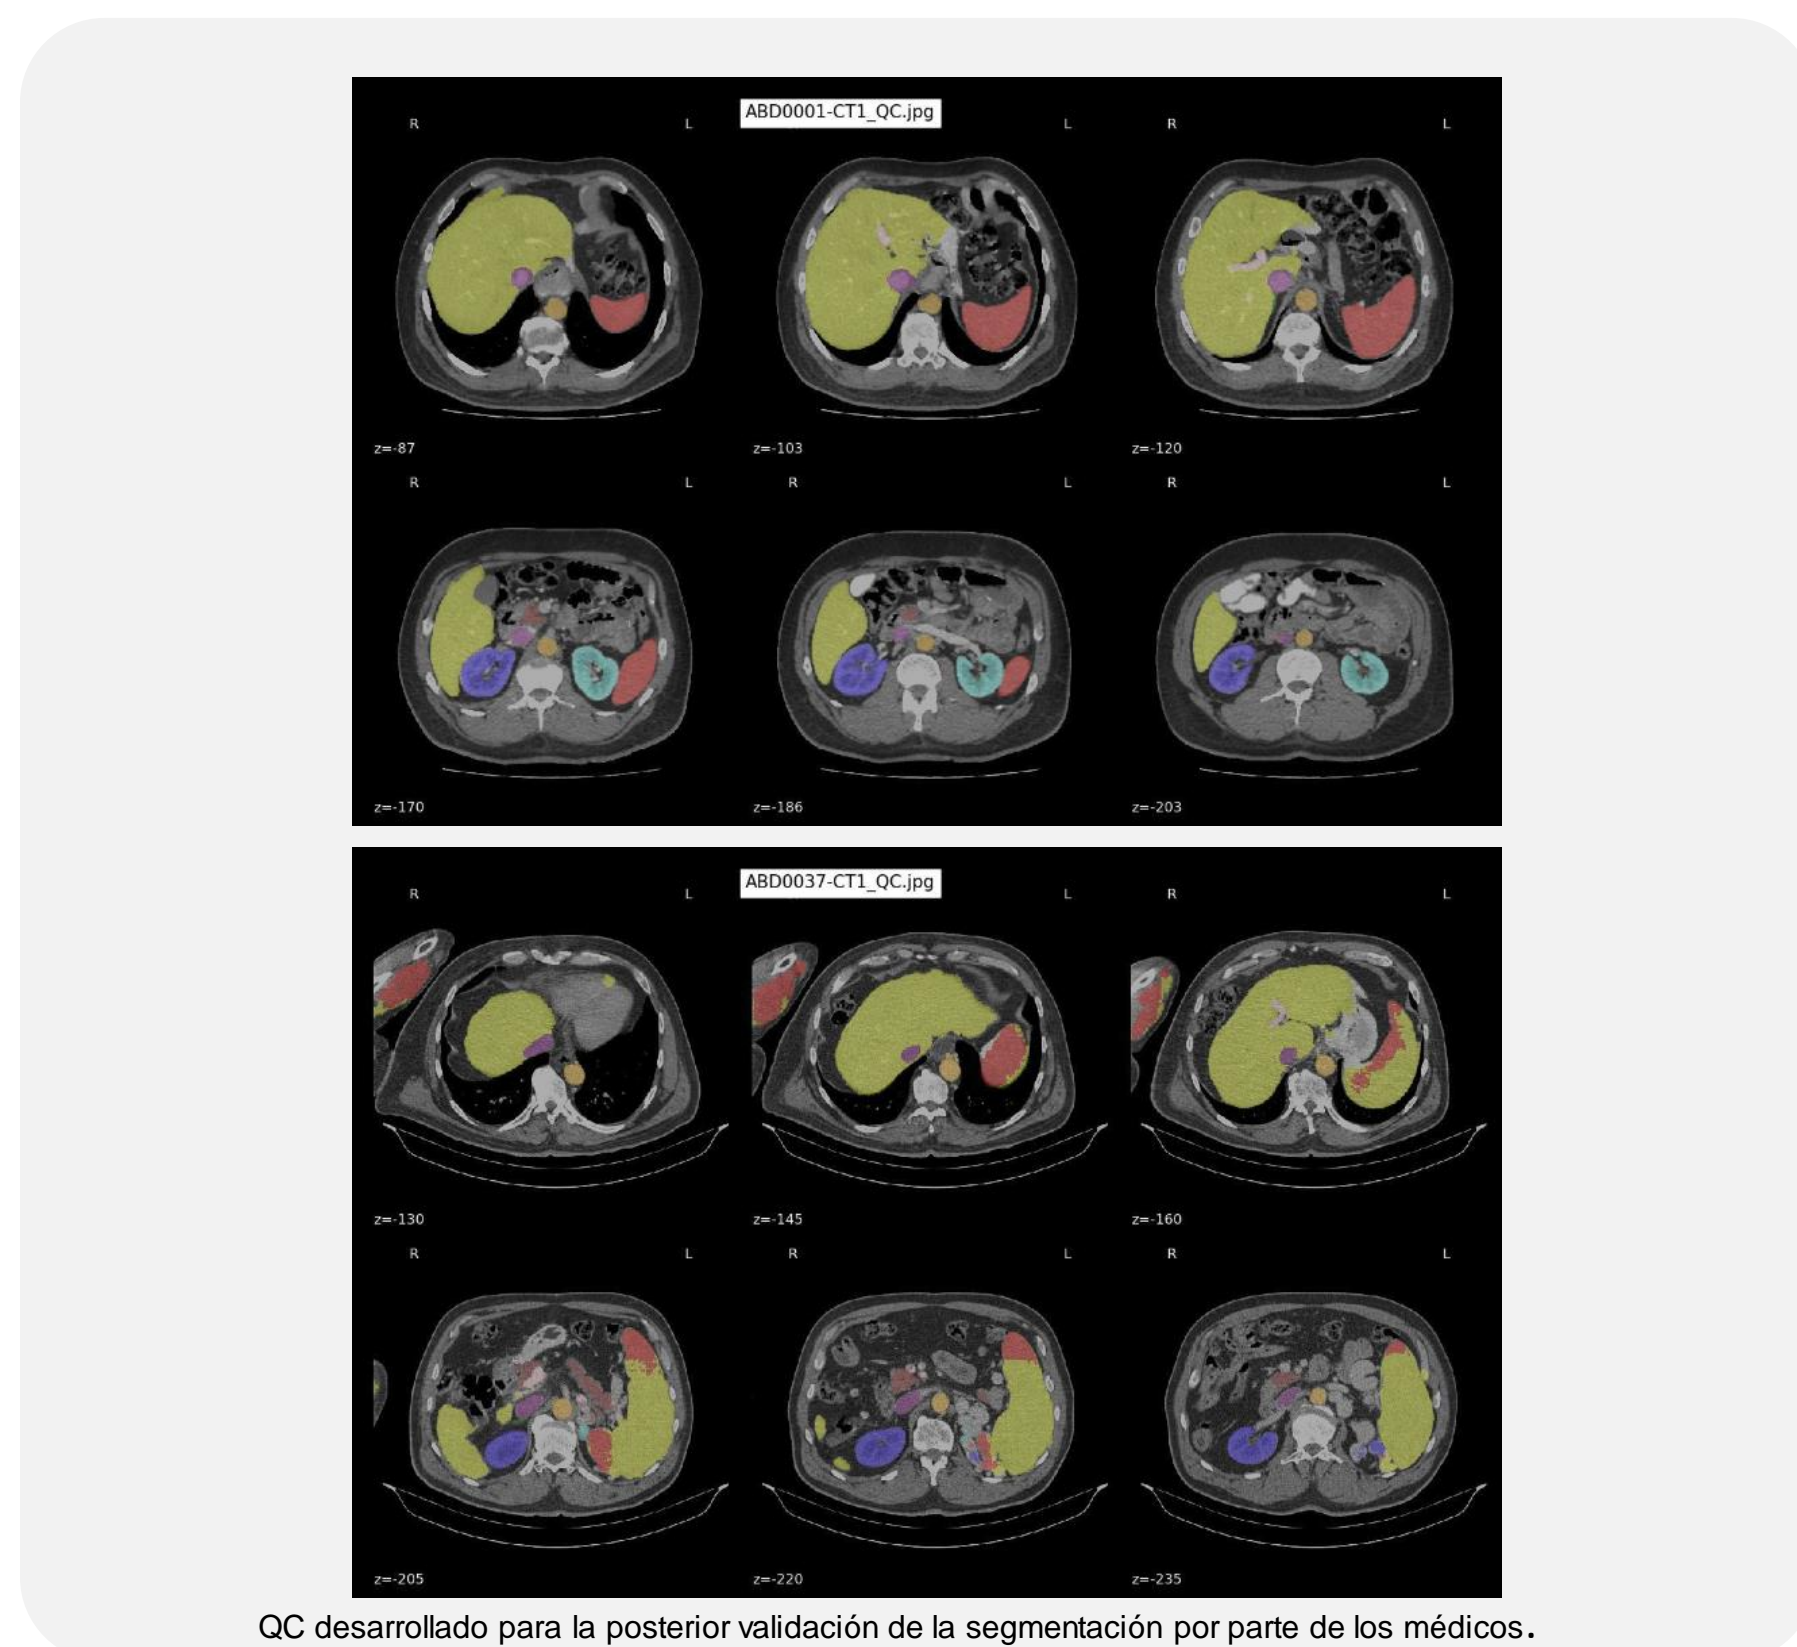 ABD0001-CT1_QC.jpg
R L L R L
z=-87 z=-103 z=-120
R L R L R L
z=-170 z=-186 z=-203
ABD0037-CT1_QC.jpg
R L L R L
z=-130 z=-145 z=-160
R L R L R L
z=-205 z=-220 z=-235
QC desarrollado para la posterior validación de la segmentación por parte de los médicos.